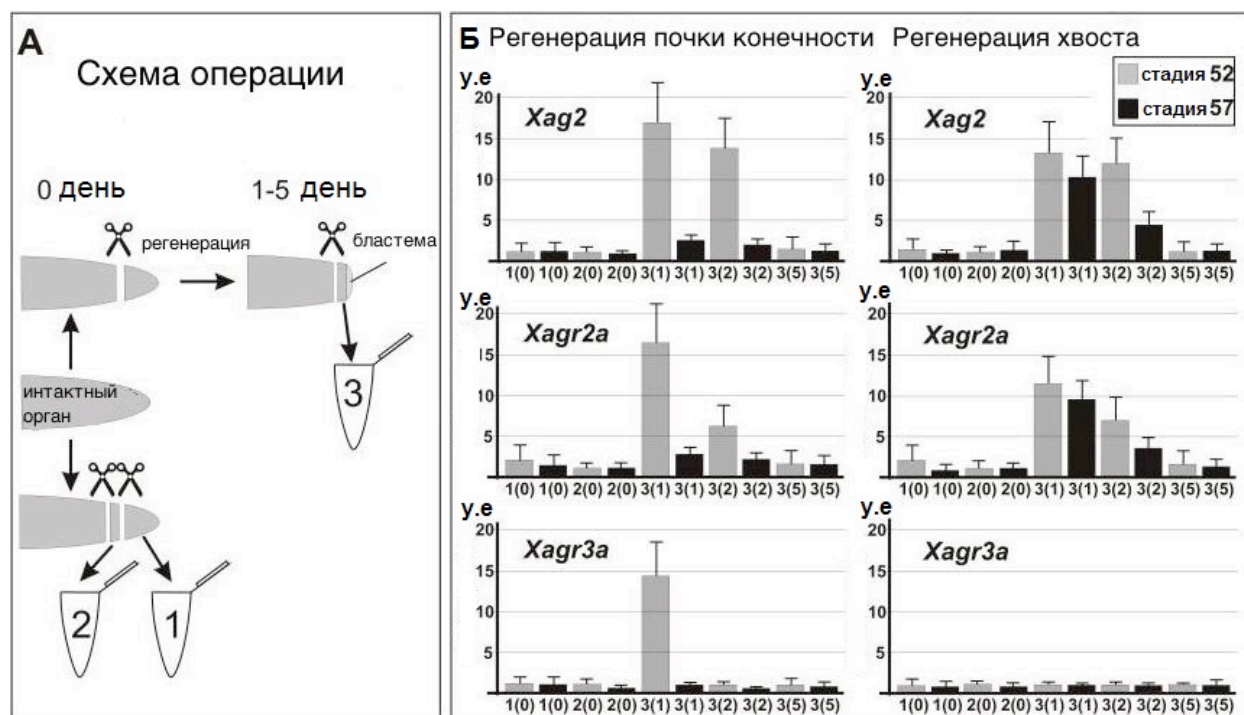 А
Схема операции
0 день
1-5 день
регенерация
бластема
интактный
орган
3
2
1
Б Регенерация почки конечности Регенерация хвоста
стадия 52
стадия 57
у.е
20
15
10
5
Xag2
1(0) 1(0) 2(0) 2(0) 3(1) 3(1) 3(2) 3(2) 3(5) 3(5)
у.е
20
15
10
5
Xag2
1(0) 1(0) 2(0) 2(0) 3(1) 3(1) 3(2) 3(2) 3(5) 3(5)
у.е
20
15
10
5
Xagr2a
1(0) 1(0) 2(0) 2(0) 3(1) 3(1) 3(2) 3(2) 3(5) 3(5)
у.е
20
15
10
5
Xagr2a
1(0) 1(0) 2(0) 2(0) 3(1) 3(1) 3(2) 3(2) 3(5) 3(5)
у.е
20
15
10
5
Xagr3a
1(0) 1(0) 2(0) 2(0) 3(1) 3(1) 3(2) 3(2) 3(5) 3(5)
у.е
20
15
10
5
Xagr3a
1(0) 1(0) 2(0) 2(0) 3(1) 3(1) 3(2) 3(2) 3(5) 3(5)